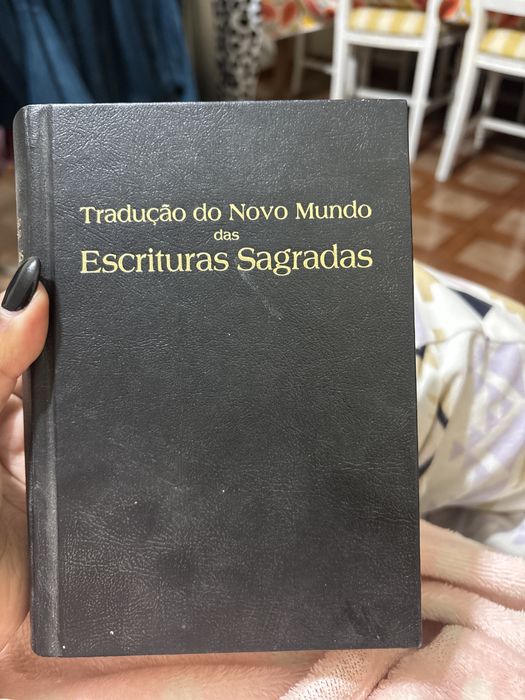 Tradução do Novo Mundo
das
Escrituras Sagradas